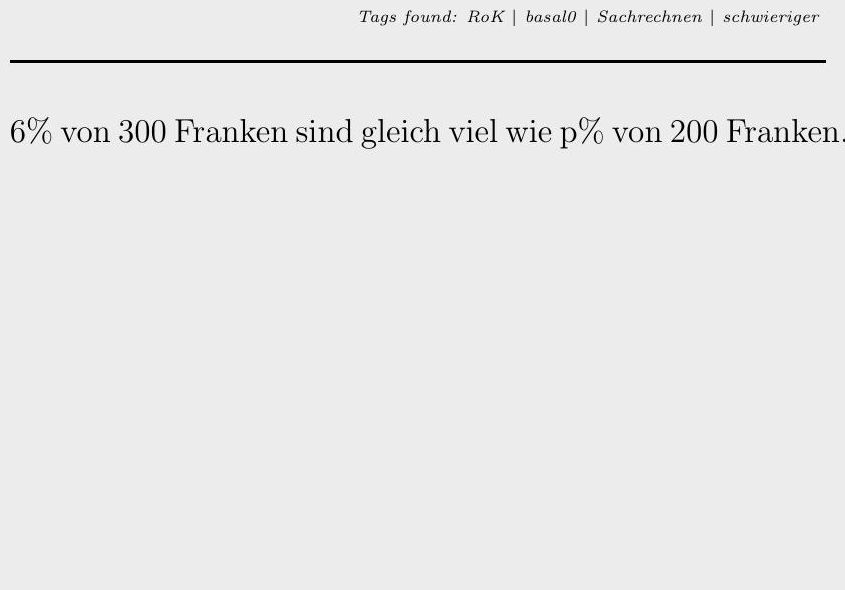 Tags found: RoK | basal0 | Sachrechnen | schwieriger
6% von 300 Franken sind gleich viel wie p% von 200 Franken.